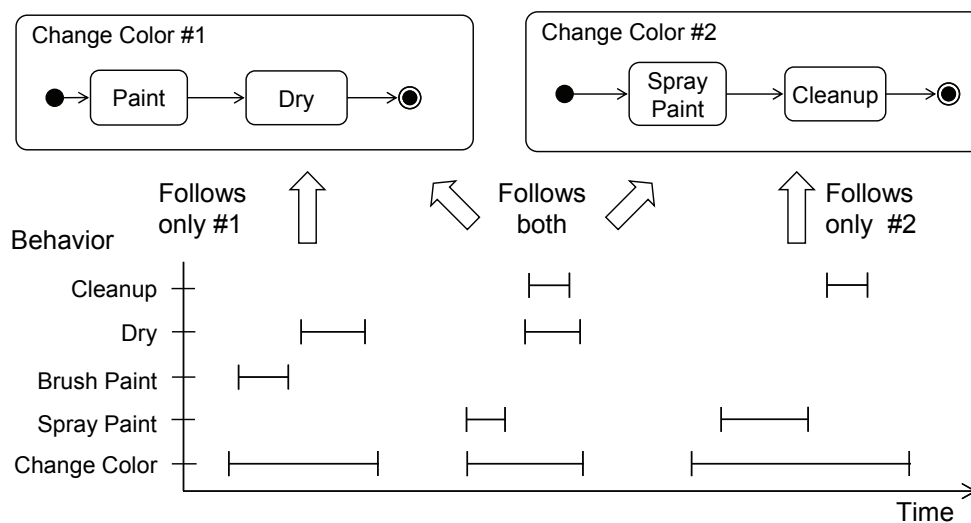 Change Color #1
Paint
Dry
Change Color #2
Spray
Paint
Cleanup
Follows
only #1
Follows
both
Follows
only #2
Behavior
Cleanup
Dry
Brush Paint
Spray Paint
Change Color
Time